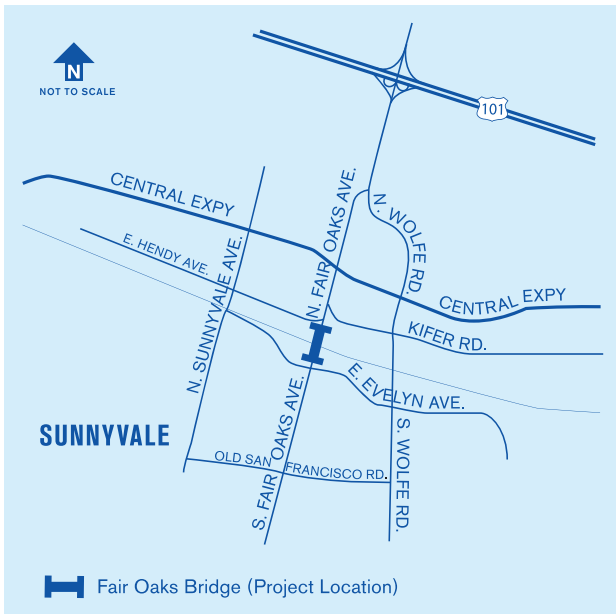 N
NOT TO SCALE
101
CENTRAL EXPY
E. HENDY AVE.
N. SUNNYVALE AVE.
N. FAIR OAKS AVE.
N. WOLFE RD.
CENTRAL EXPY
KIFER RD.
E. EVELYN AVE.
SUNNYVALE
S. FAIR OAKS AVE.
OLD SAN FRANCISCO RD.
S. WOLFE RD.
Fair Oaks Bridge (Project Location)